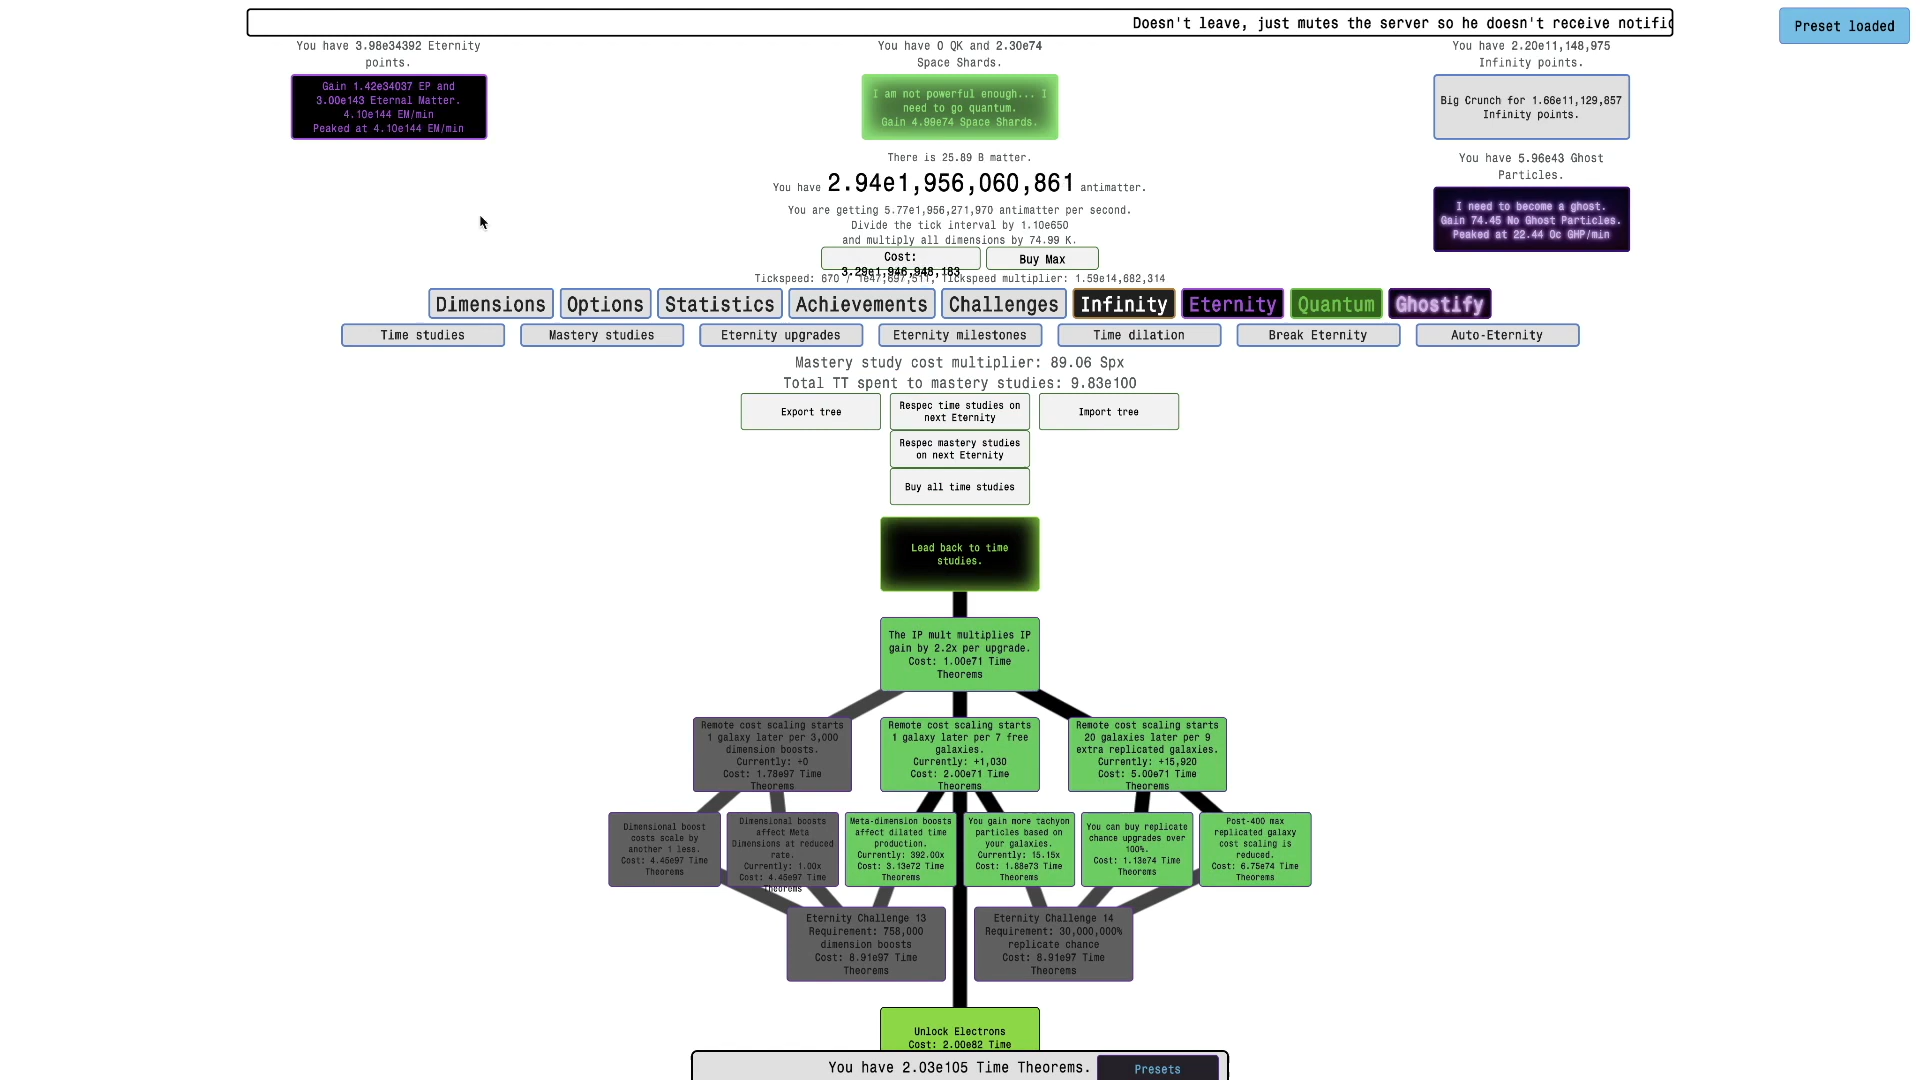 Doesn't leave, just mutes the server so he doesn't receive notific
Preset loaded
You have 3.98e34392 Eternity
points.
Gain 1.42e34037 EP and
3.00e143 Eternal Matter.
4.10e144 EM/min
Peaked at 4.10e144 EM/min
You have 0 QK and 2.30e74
Space Shards.
I am not powerful enough... I
need to go quantum.
Gain 4.99e74 Space Shards.
You have 2.20e11,148,975
Infinity points.
Big Crunch for 1.66e11,129,857
Infinity points.
There is 25.89 B matter.
You have 2.94e1,956,060,861 antimatter.
You are getting 5.77e1,956,271,970 antimatter per second.
Divide the tick interval by 1.10e650
and multiply all dimensions by 74.99 K.
You have 5.96e43 Ghost
Particles.
I need to become a ghost.
Gain 74.45 No Ghost Particles.
Peaked at 22.44 Oc GHP/min
Cost:
3.29e1,946,948,183
Buy Max
Tickspeed: 670 / 1e47,697,511, Tickspeed multiplier: 1.59e14,682,314
Dimensions
Options
Statistics
Achievements
Challenges
Infinity
Eternity
Quantum
Ghostify
Time studies
Mastery studies
Eternity upgrades
Eternity milestones
Time dilation
Break Eternity
Auto-Eternity
Mastery study cost multiplier: 89.06 Spx
Total TT spent to mastery studies: 9.83e100
Export tree
Respec time studies on
next Eternity
Import tree
Respec mastery studies
on next Eternity
Buy all time studies
Lead back to time
studies.
The IP mult multiplies IP
gain by 2.2x per upgrade.
Cost: 1.00e71 Time
Theorems
Remote cost scaling starts
1 galaxy later per 3,000
dimension boosts.
Currently: +0
Cost: 1.78e97 Time
Theorems
Remote cost scaling starts
1 galaxy later per 7 free
galaxies.
Currently: +1,030
Cost: 2.00e71 Time
Theorems
Remote cost scaling starts
20 galaxies later per 9
extra replicated galaxies.
Currently: +15,920
Cost: 5.00e71 Time
Theorems
Dimensional boost
costs scale by
another 1 less.
Cost: 4.45e97 Time
Theorems
Dimensional boosts
affect Meta
Dimensions at reduced
rate.
Currently: 1.00x
Cost: 4.45e97 Time
Theorems
Meta-dimension boosts
affect dilated time
production.
Currently: 392.00x
Cost: 3.13e72 Time
Theorems
You gain more tachyon
particles based on
your galaxies.
Currently: 15.15x
Cost: 1.88e73 Time
Theorems
You can buy replicate
chance upgrades over
100%.
Cost: 1.13e74 Time
Theorems
Post-400 max
replicated galaxy
cost scaling is
reduced.
Cost: 6.75e74 Time
Theorems
Eternity Challenge 13
Requirement: 758,000
dimension boosts
Cost: 8.91e97 Time
Theorems
Eternity Challenge 14
Requirement: 30,000,000%
replicate chance
Cost: 8.91e97 Time
Theorems
Unlock Electrons
Cost: 2.00e82 Time
You have 2.03e105 Time Theorems.
Presets